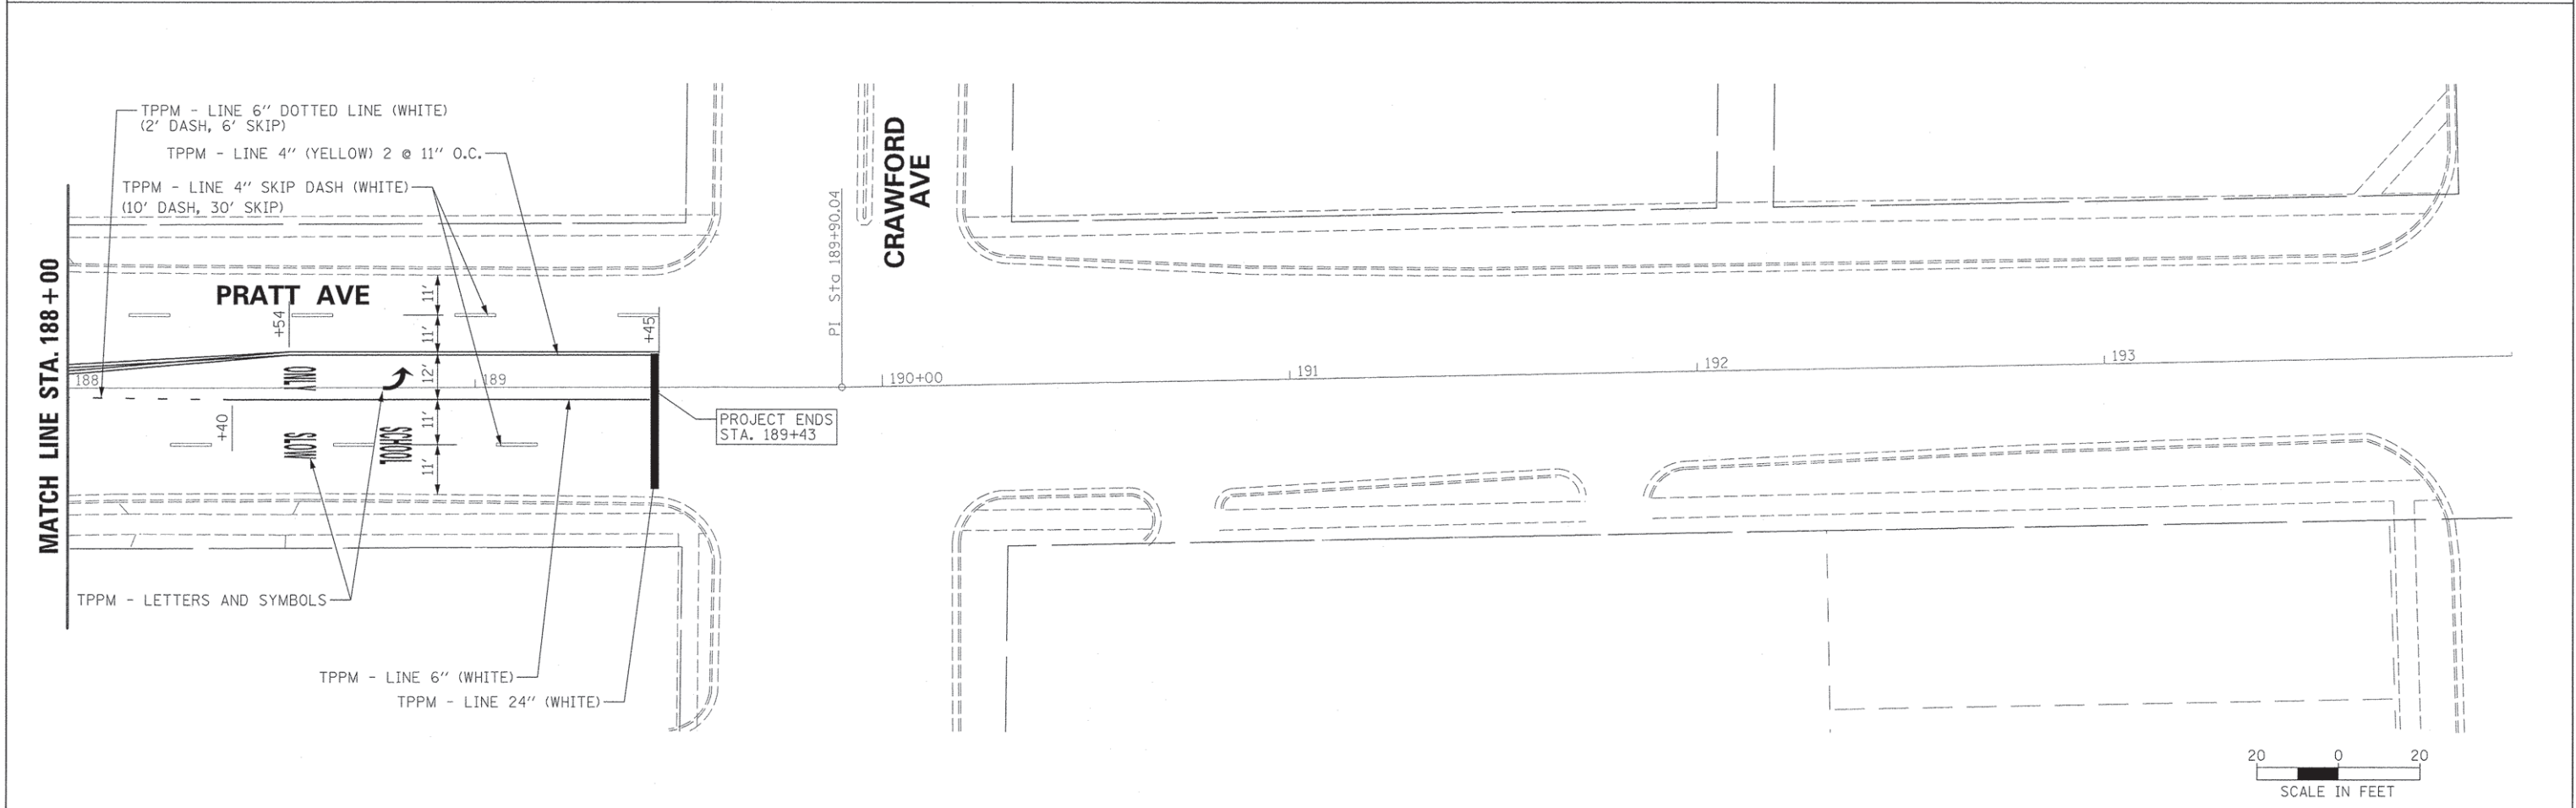 TPPM - LINE 6" DOTTED LINE (WHITE)
(2' DASH, 6' SKIP)
TPPM - LINE 4" (YELLOW) 2 @ 11" O.C.
TPPM - LINE 4" SKIP DASH (WHITE)
(10' DASH, 30' SKIP)
CRAWFORD
AVE
PI Sta 189+90.04
MATCH LINE STA. 188+00
PRATT AVE
+54
+45
11'
11'
12'
11'
11'
188
189
190+00
191
192
193
+40
ONLY
SLOW
SCHOOL
PROJECT ENDS
STA. 189+43
TPPM - LETTERS AND SYMBOLS
TPPM - LINE 6" (WHITE)
TPPM - LINE 24" (WHITE)
20 0 20
SCALE IN FEET